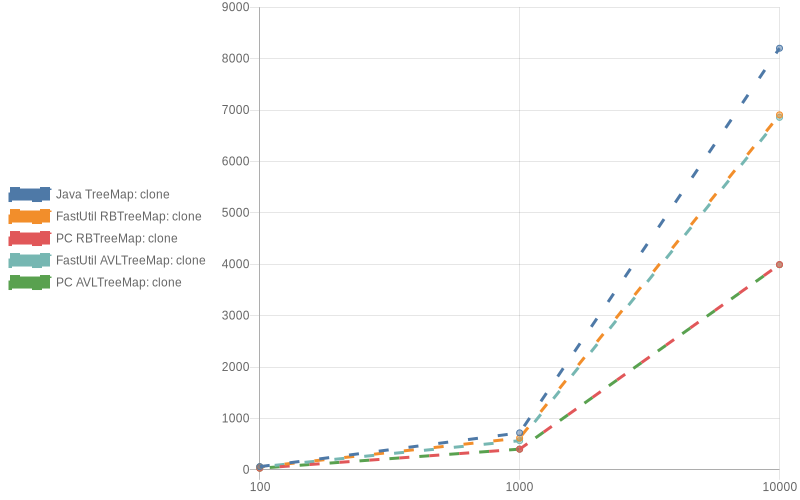 9000
8000
7000
6000
5000
4000
3000
2000
1000
0
Java TreeMap: clone
FastUtil RBTreeMap: clone
PC RBTreeMap: clone
FastUtil AVLTreeMap: clone
PC AVLTreeMap: clone
100 1000 10000